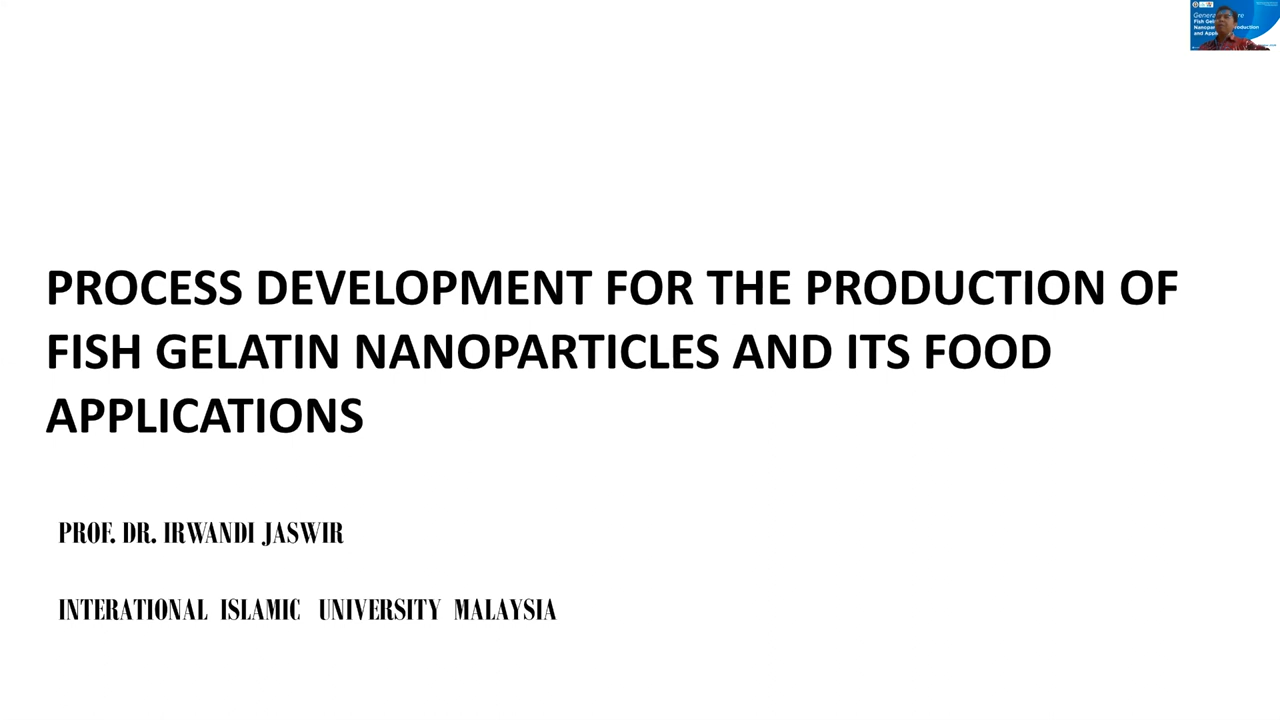 PROCESS DEVELOPMENT FOR THE PRODUCTION OF
FISH GELATIN NANOPARTICLES AND ITS FOOD
APPLICATIONS
PROF. DR. IRWANDI JASWIR
INTERATIONAL ISLAMIC UNIVERSITY MALAYSIA